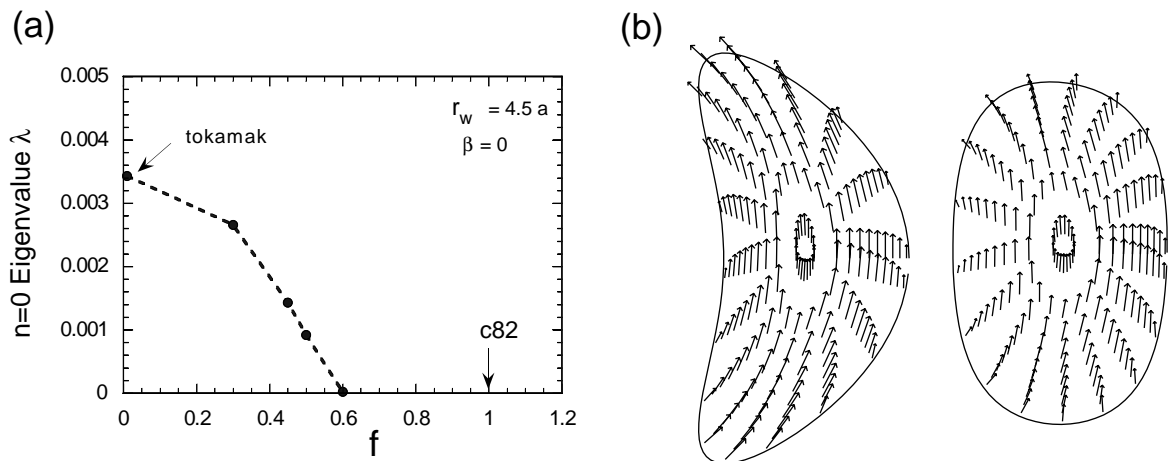 (a)
n=0 Eigenvalue λ
0.005
0.004
0.003
0.002
0.001
0
r_w = 4.5 a
β = 0
tokamak
c82
0 0.2 0.4 0.6 0.8 1 1.2
f
(b)